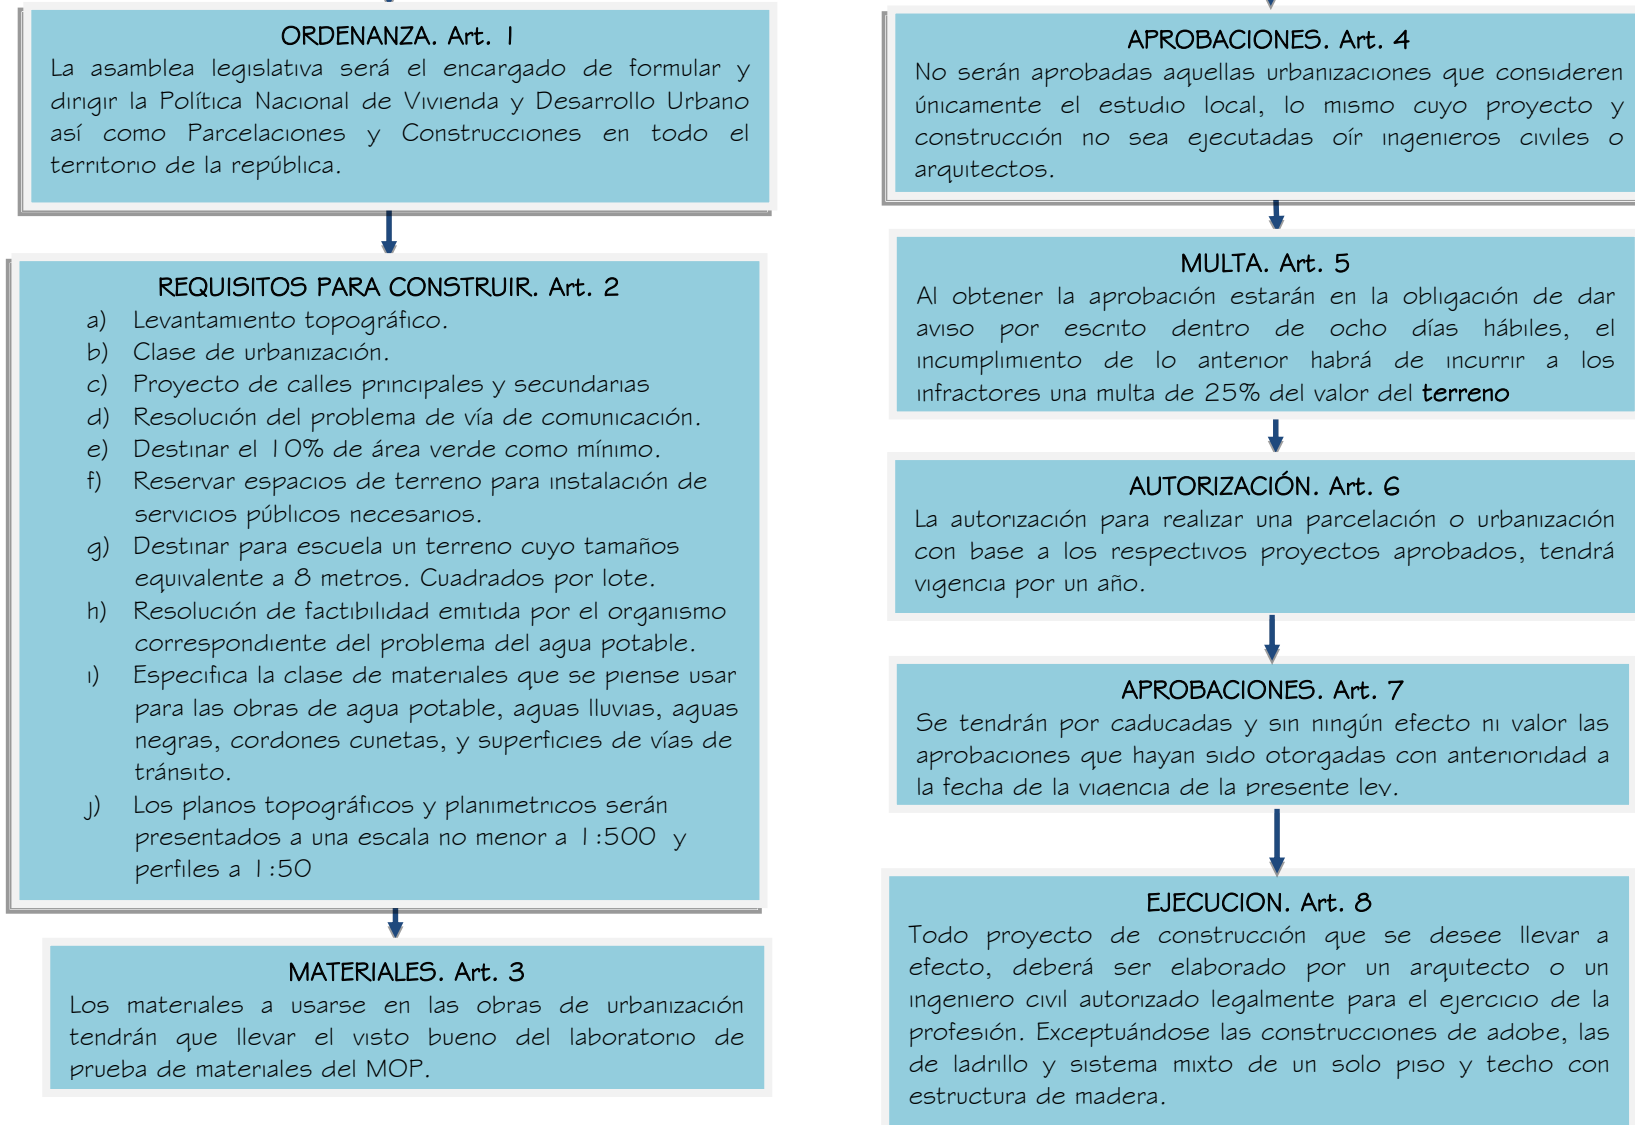 ORDENANZA. Art. 1
La asamblea legislativa será el encargado de formular y
dirigir la Política Nacional de Vivienda y Desarrollo Urbano
así como Parcelaciones y Construcciones en todo el
territorio de la república.
REQUISITOS PARA CONSTRUIR. Art. 2
a) Levantamiento topográfico.
b) Clase de urbanización.
c) Proyecto de calles principales y secundarias
d) Resolución del problema de vía de comunicación.
e) Destinar el 10% de área verde como mínimo.
f) Reservar espacios de terreno para instalación de
servicios públicos necesarios.
g) Destinar para escuela un terreno cuyo tamaños
equivalente a 8 metros. Cuadrados por lote.
h) Resolución de factibilidad emitida por el organismo
correspondiente del problema del agua potable.
i) Especifica la clase de materiales que se piense usar
para las obras de agua potable, aguas lluvias, aguas
negras, cordones cunetas, y superficies de vías de
tránsito.
j) Los planos topográficos y planimetricos serán
presentados a una escala no menor a 1:500 y
perfiles a 1:50
MATERIALES. Art. 3
Los materiales a usarse en las obras de urbanización
tendrán que llevar el visto bueno del laboratorio de
prueba de materiales del MOP.
APROBACIONES. Art. 4
No serán aprobadas aquellas urbanizaciones que consideren
únicamente el estudio local, lo mismo cuyo proyecto y
construcción no sea ejecutadas oír ingenieros civiles o
arquitectos.
MULTA. Art. 5
Al obtener la aprobación estarán en la obligación de dar
aviso por escrito dentro de ocho días hábiles, el
incumplimiento de lo anterior habrá de incurrir a los
infractores una multa de 25% del valor del terreno
AUTORIZACIÓN. Art. 6
La autorización para realizar una parcelación o urbanización
con base a los respectivos proyectos aprobados, tendrá
vigencia por un año.
APROBACIONES. Art. 7
Se tendrán por caducadas y sin ningún efecto ni valor las
aprobaciones que hayan sido otorgadas con anterioridad a
la fecha de la vigencia de la presente ley.
EJECUCION. Art. 8
Todo proyecto de construcción que se desee llevar a
efecto, deberá ser elaborado por un arquitecto o un
ingeniero civil autorizado legalmente para el ejercicio de la
profesión. Exceptuándose las construcciones de adobe, las
de ladrillo y sistema mixto de un solo piso y techo con
estructura de madera.